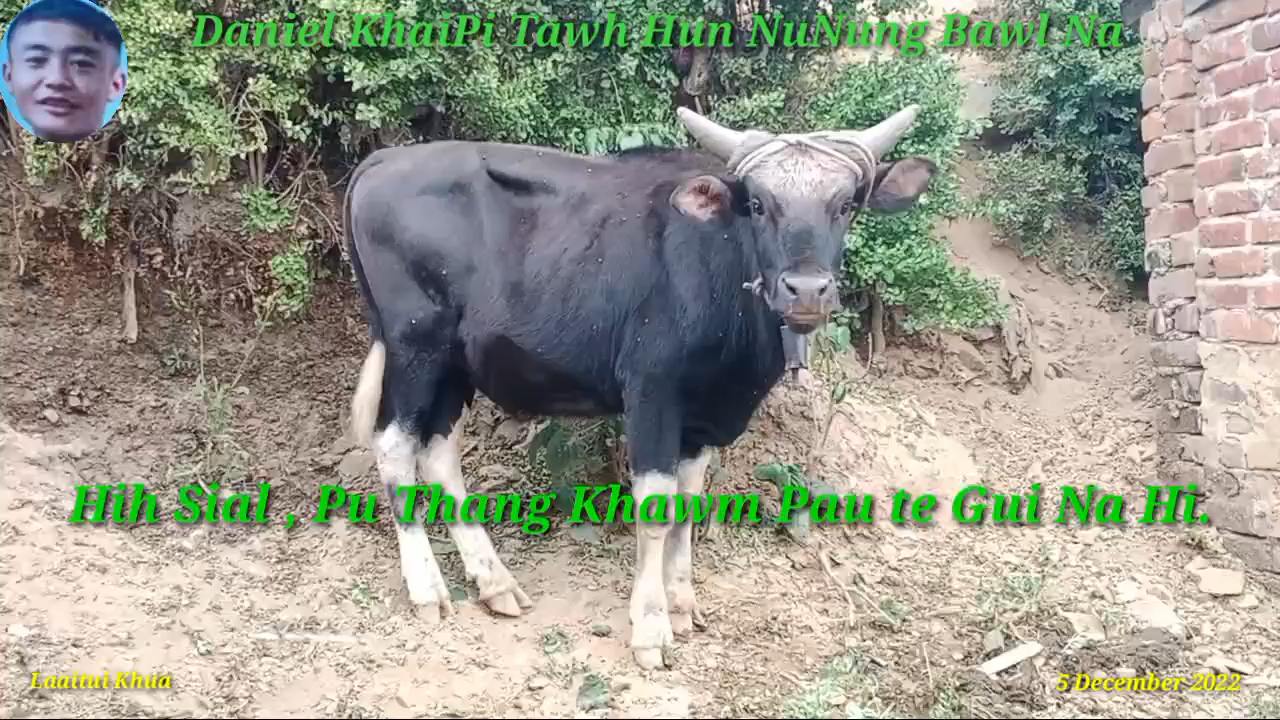 Daniel KhaiPi Tawh Hun NuNung Bawl Na
Hih Sial , Pu Thang Khawm Pau te Gui Na Hi.
Laaitui Khua
5 December 2022